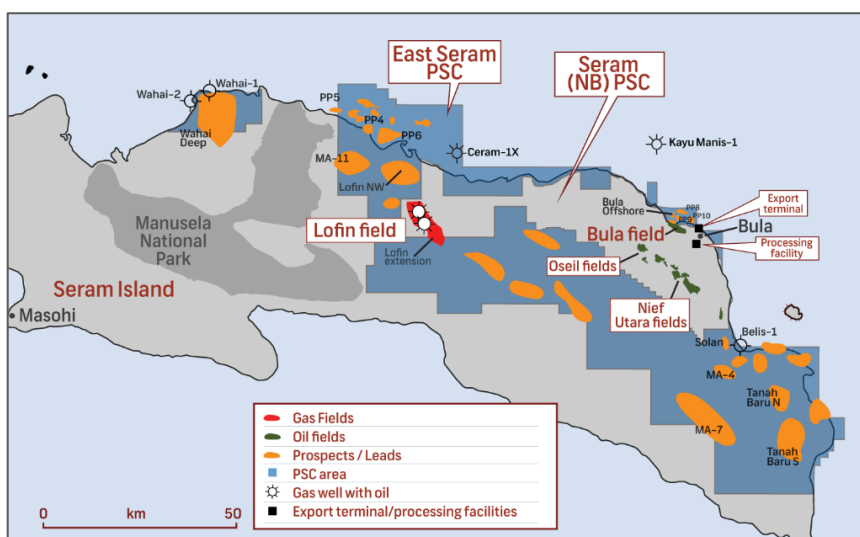 East Seram
PSC
Seram
(NB) PSC
Wahai-1
Wahai-2
Wahai
Deep
PP5
PP4
PP6
Ceram-1X
Kayu Manis-1
MA-11
Lofin NW
Manusela
National
Park
Lofin field
Lofin
extension
Bula
Offshore
PP8
PP9
PP10
Export
terminal
Bula field
Bula
Processing
facility
Oseil fields
Seram Island
Masohi
Nief
Utara fields
Belis-1
Solan
MA-4
Tanah
Baru N
MA-7
Tanah
Baru S
Gas Fields
Oil fields
Prospects / Leads
PSC area
Gas well with oil
Export terminal/processing facilities
0 km 50